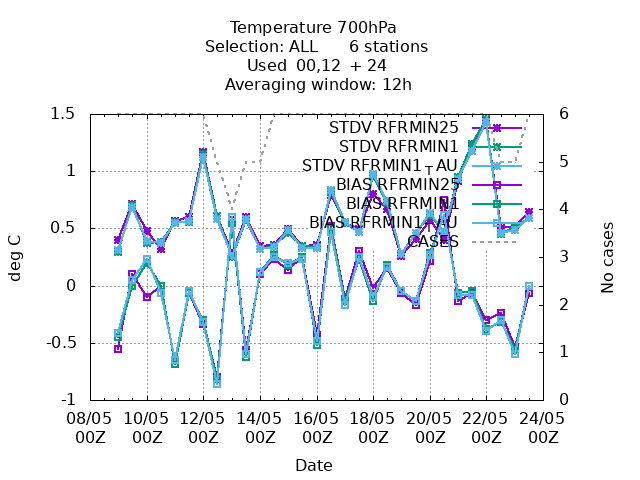 Temperature 700hPa
Selection: ALL 6 stations
Used 00,12 + 24
Averaging window: 12h
1.5
1
0.5
0
-0.5
-1
deg C
6
5
4
3
2
1
0
No cases
STDV RFRMIN25
STDV RFRMIN1
STDV RFRMIN1TAU
BIAS RFRMIN25
BIAS RFRMIN1
BIAS RFRMIN1TAU
CASES
08/05 10/05 12/05 14/05 16/05 18/05 20/05 22/05 24/05
00Z 00Z 00Z 00Z 00Z 00Z 00Z 00Z 00Z
Date